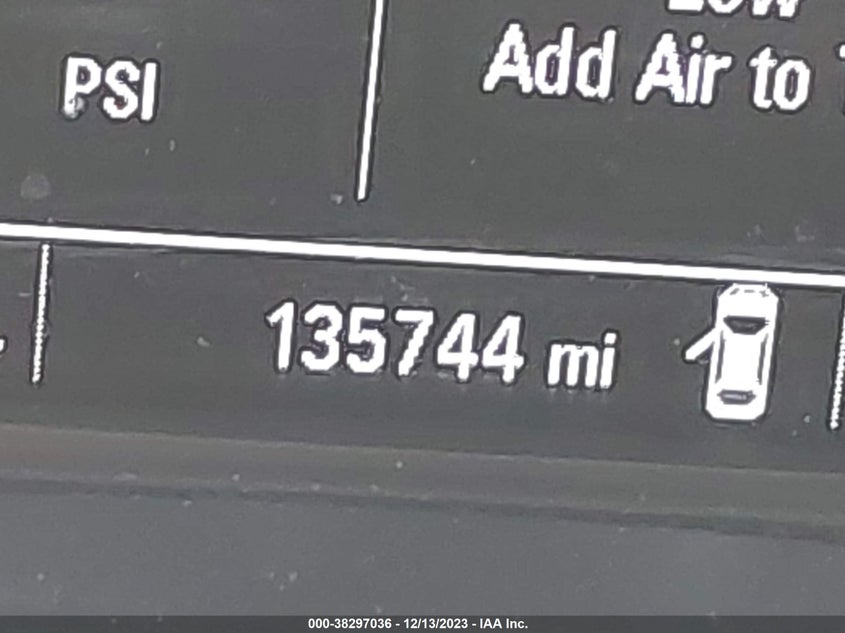 Add Air to
PSI
135744 mi
000-38297036 - 12/13/2023 - IAA Inc.